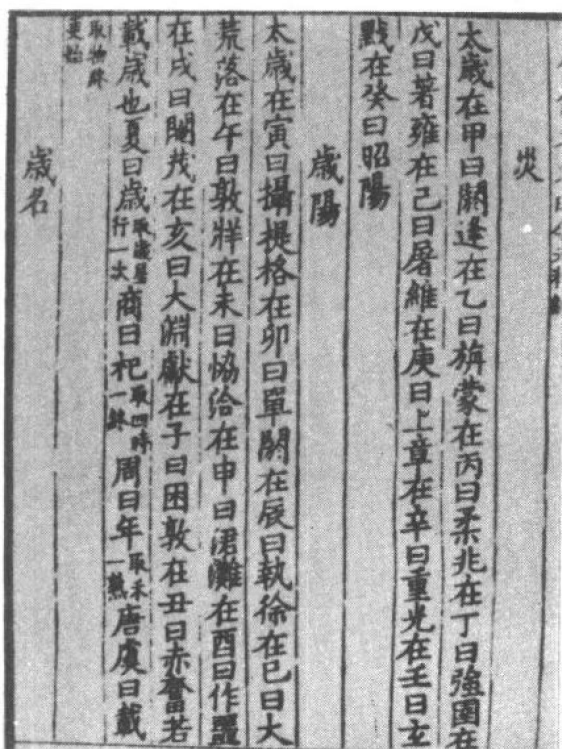 災
太歲在甲曰閼逢在乙曰旃蒙在丙曰柔兆在丁曰強圉在
戊曰著雍在己曰屠維在庚曰上章在辛曰重光在壬曰玄
黓在癸曰昭陽
歲陽
太歲在寅曰攝提格在卯曰單閼在辰曰執徐在巳曰大
荒落在午曰敦牂在未曰協洽在申曰涒灘在酉曰作噩
在戌曰閹茂在亥曰大淵獻在子曰困敦在丑曰赤奮若
載歲也夏曰歲取歲星行一次商曰祀取四時一終周曰年取禾一熟唐虞曰載
取物終更始
歲名